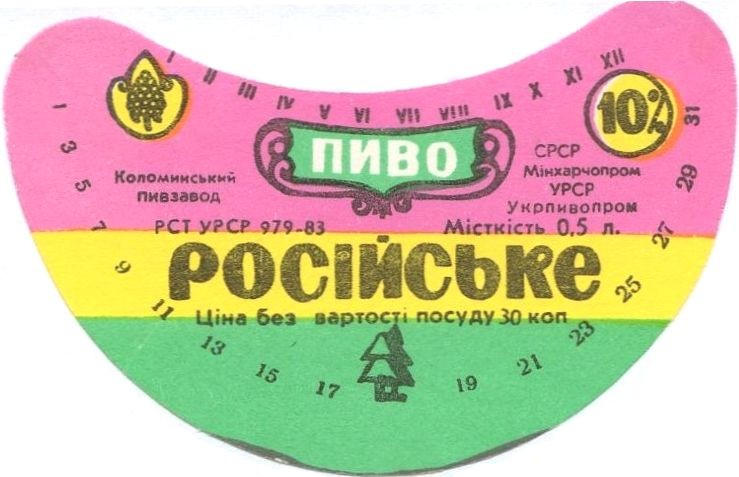 I II III IV V VI VII VIII IX X XI XII
10%
ПИВО
Коломийський
пивзавод
СРСР
Мінхарчопром
УРСР
Укрпивопром
РСТ УРСР 979-83
Місткість 0,5 л.
РОСІЙСЬКЕ
Ціна без вартості посуду 30 коп
1 3 5 7 9 11 13 15 17 19 21 23 25 27 29 31